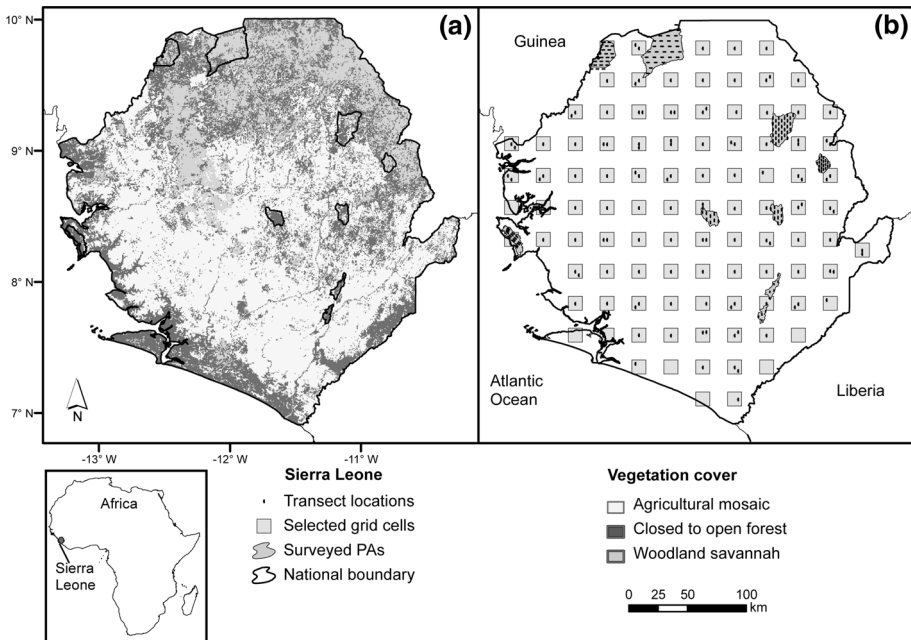 10° N
9° N
8° N
7° N
(a)
N
-13° W
-12° W
-11° W
(b)
Guinea
Atlantic
Ocean
Liberia
Africa
Sierra
Leone
Sierra Leone
Transect locations
Selected grid cells
Surveyed PAs
National boundary
Vegetation cover
Agricultural mosaic
Closed to open forest
Woodland savannah
0 25 50 100
km